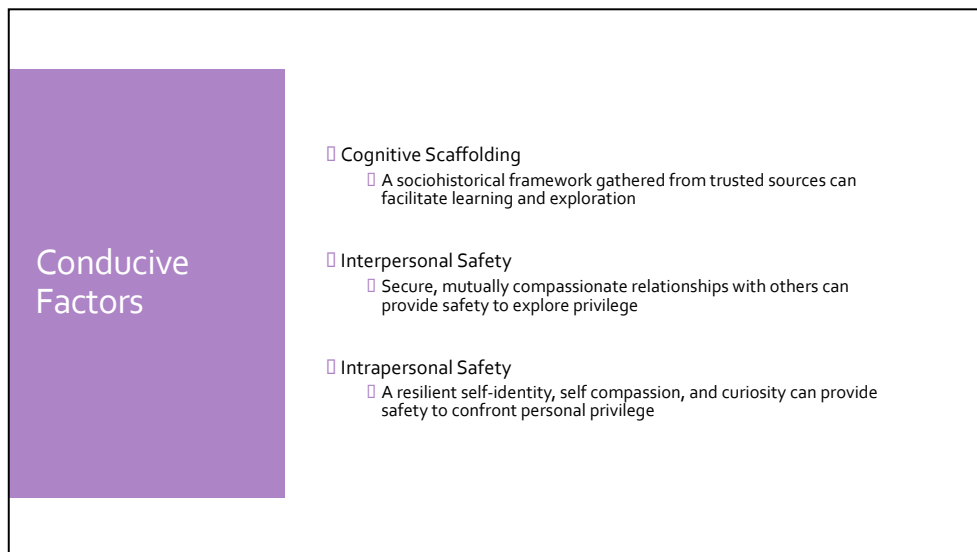 Conducive
Factors
Cognitive Scaffolding
A sociohistorical framework gathered from trusted sources can
facilitate learning and exploration
Interpersonal Safety
Secure, mutually compassionate relationships with others can
provide safety to explore privilege
Intrapersonal Safety
A resilient self-identity, self compassion, and curiosity can provide
safety to confront personal privilege